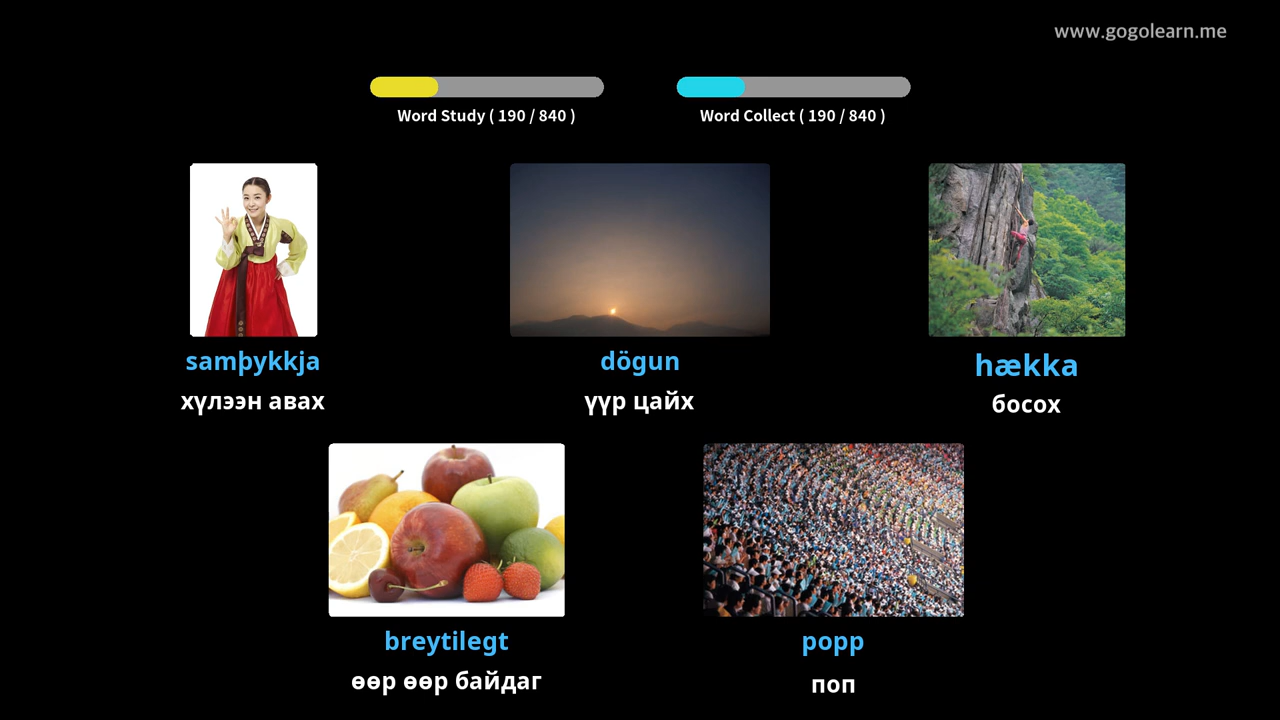 www.gogolearn.me
Word Study ( 190 / 840 )
Word Collect ( 190 / 840 )
samþykkja
dögun
hækka
хүлээн авах
үүр цайх
босох
breytilegt
popp
өөр өөр байдаг
поп